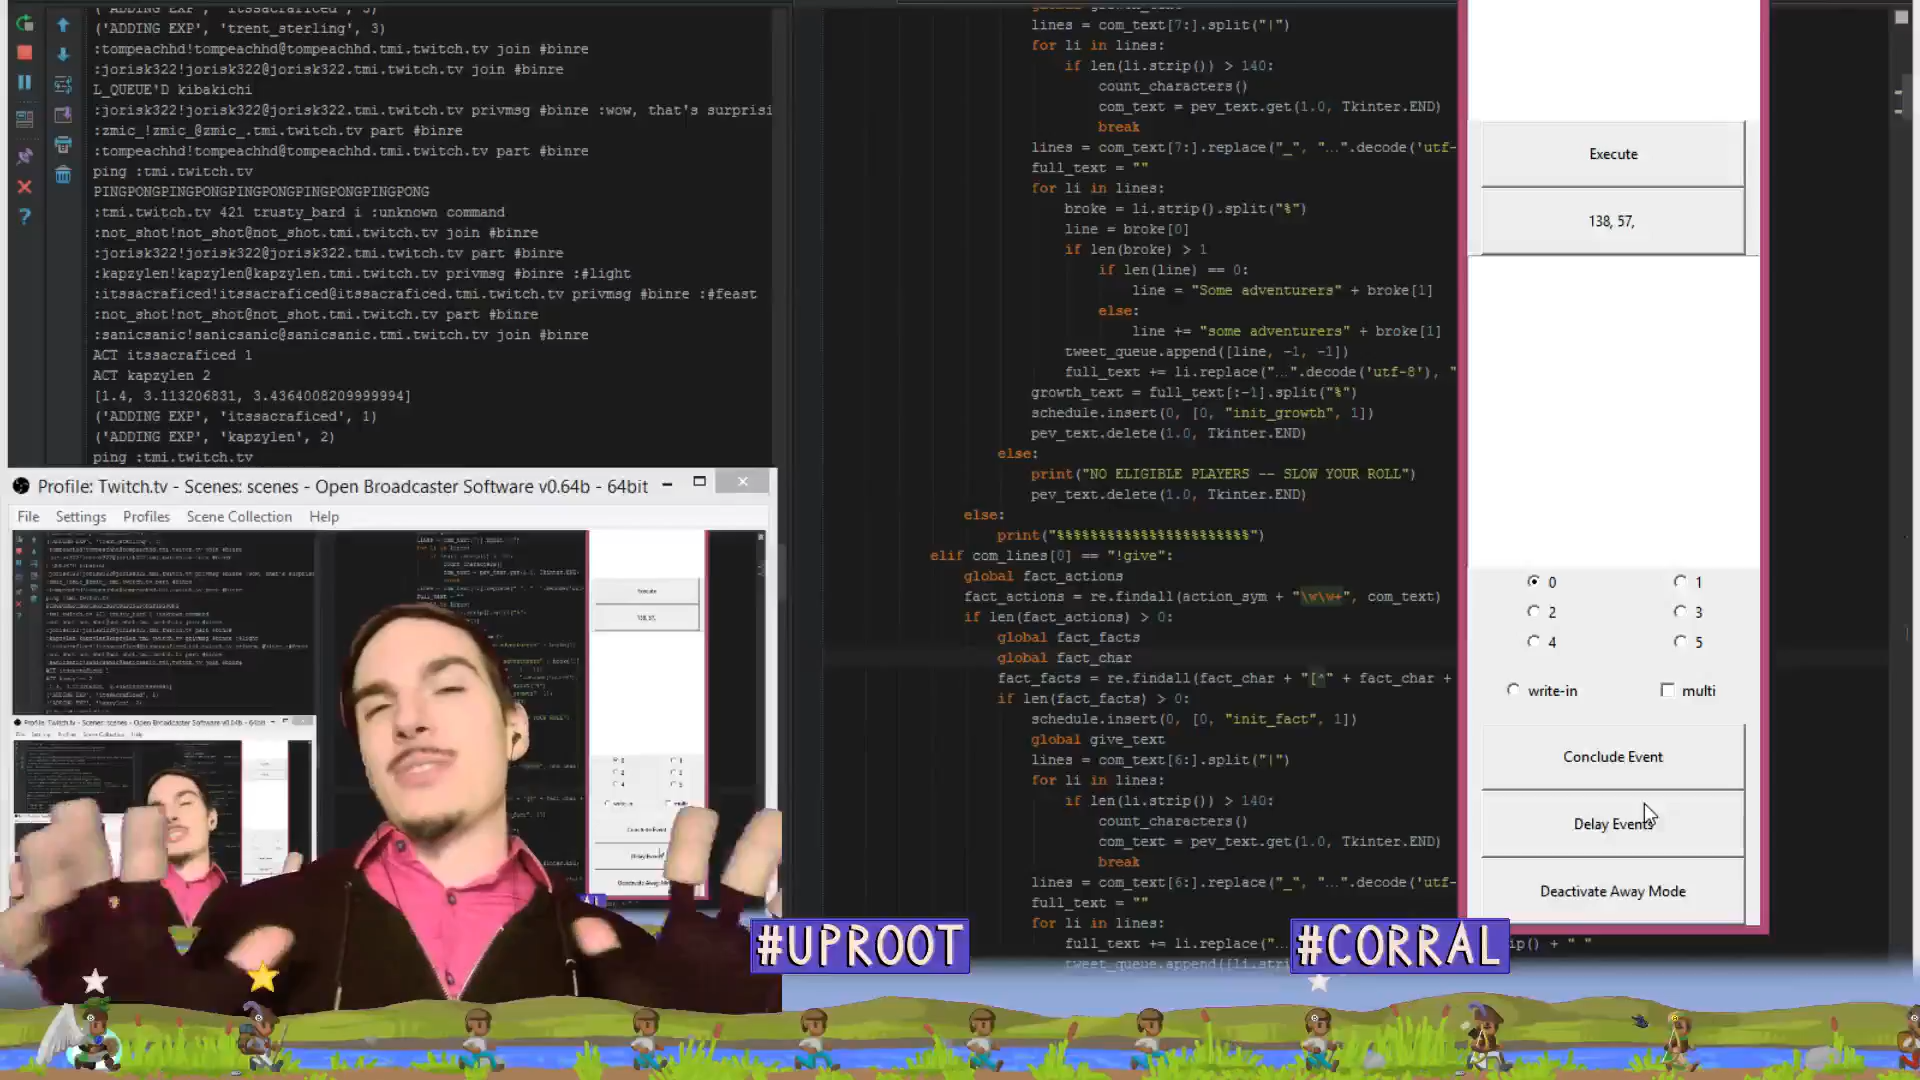 ('ADDING EXP', 'itssacraficed', 3)
('ADDING EXP', 'trent_sterling', 3)
:tompeachhd!tompeachhd@tompeachhd.tmi.twitch.tv join #binre
:jorisk322!jorisk322@jorisk322.tmi.twitch.tv join #binre
L_QUEUE'D kibakichi
:jorisk322!jorisk322@jorisk322.tmi.twitch.tv privmsg #binre :wow, that's surprisi
:zmic_!zmic_@zmic_.tmi.twitch.tv part #binre
:tompeachhd!tompeachhd@tompeachhd.tmi.twitch.tv part #binre
ping :tmi.twitch.tv
PINGPONGPINGPONGPINGPONGPINGPONGPINGPONG
:tmi.twitch.tv 421 trusty_bard i :unknown command
:not_shot!not_shot@not_shot.tmi.twitch.tv join #binre
:jorisk322!jorisk322@jorisk322.tmi.twitch.tv part #binre
:kapzylen!kapzylen@kapzylen.tmi.twitch.tv privmsg #binre :#light
:itssacraficed!itssacraficed@itssacraficed.tmi.twitch.tv privmsg #binre :#feast
:not_shot!not_shot@not_shot.tmi.twitch.tv part #binre
:sanicsanic!sanicsanic@sanicsanic.tmi.twitch.tv join #binre
ACT itssacraficed 1
ACT kapzylen 2
[1.4, 3.113206831, 3.4364008209999994]
('ADDING EXP', 'itssacraficed', 1)
('ADDING EXP', 'kapzylen', 2)
ping :tmi.twitch.tv
Profile: Twitch.tv - Scenes: scenes - Open Broadcaster Software v0.64b - 64bit
File Settings Profiles Scene Collection Help
lines = com_text[7:].split("|")
for li in lines:
if len(li.strip()) > 140:
count_characters()
com_text = pev_text.get(1.0, Tkinter.END)
break
lines = com_text[7:].replace("_", "…".decode('utf-
full_text = ""
for li in lines:
broke = li.strip().split("%")
line = broke[0]
if len(broke) > 1
if len(line) == 0:
line = "Some adventurers" + broke[1]
else:
line += "some adventurers" + broke[1]
tweet_queue.append([line, -1, -1])
full_text += li.replace("…".decode('utf-8'), "
growth_text = full_text[:-1].split("%")
schedule.insert(0, [0, "init_growth", 1])
pev_text.delete(1.0, Tkinter.END)
else:
print("NO ELIGIBLE PLAYERS -- SLOW YOUR ROLL")
pev_text.delete(1.0, Tkinter.END)
else:
print("%%%%%%%%%%%%%%%%%%%%%%%")
elif com_lines[0] == "!give":
global fact_actions
fact_actions = re.findall(action_sym + "\w\w+", com_text)
if len(fact_actions) > 0:
global fact_facts
global fact_char
fact_facts = re.findall(fact_char + "[^" + fact_char +
if len(fact_facts) > 0:
schedule.insert(0, [0, "init_fact", 1])
global give_text
lines = com_text[6:].split("|")
for li in lines:
if len(li.strip()) > 140:
count_characters()
com_text = pev_text.get(1.0, Tkinter.END)
break
lines = com_text[6:].replace("_", "…".decode('utf-
full_text = ""
for li in lines:
full_text += li.replace("…
tweet_queue.append([li.stri
Execute
138, 57,
0 1
2 3
4 5
write-in multi
Conclude Event
Delay Events
Deactivate Away Mode
#UPROOT
#CORRAL